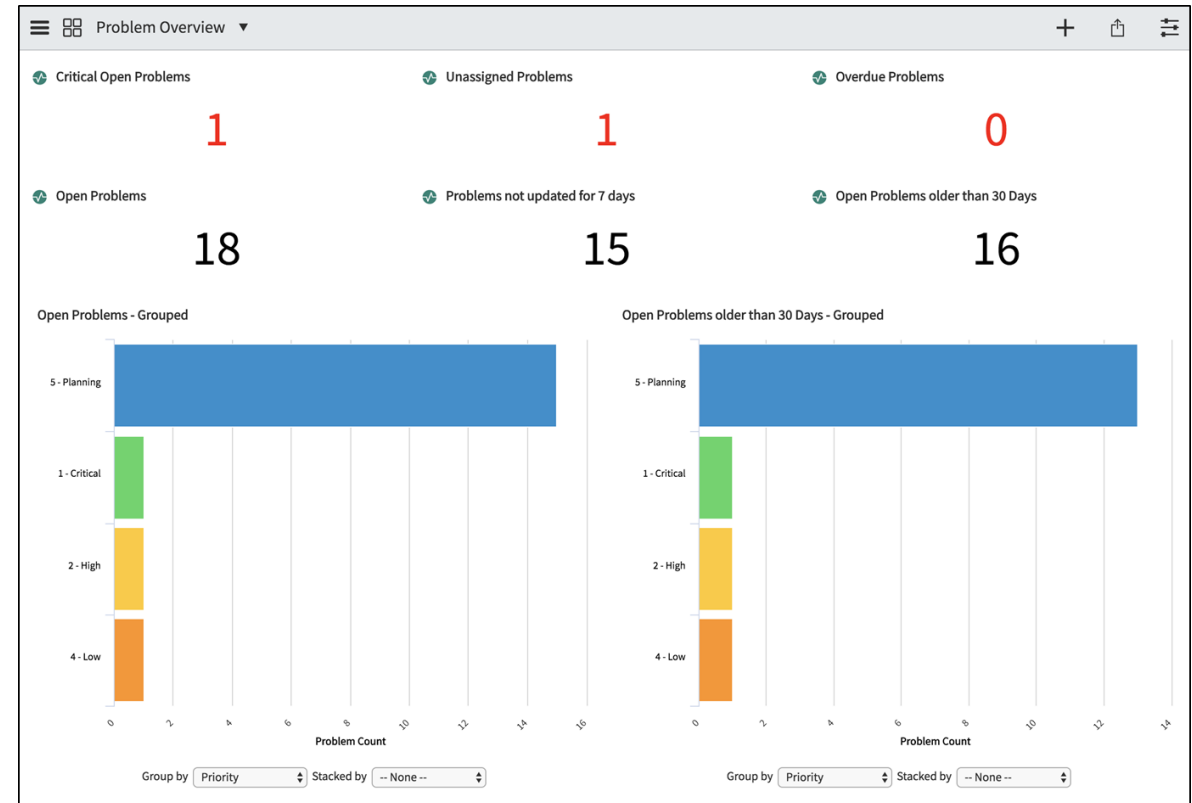 Problem Overview ▼
Critical Open Problems
Unassigned Problems
Overdue Problems
1
1
0
Open Problems
Problems not updated for 7 days
Open Problems older than 30 Days
18
15
16
Open Problems - Grouped
5 - Planning
1 - Critical
2 - High
4 - Low
0 2 4 6 8 10 12 14 16
Problem Count
Group by Priority Stacked by -- None --
Open Problems older than 30 Days - Grouped
5 - Planning
1 - Critical
2 - High
4 - Low
0 2 4 6 8 10 12 14
Problem Count
Group by Priority Stacked by -- None --